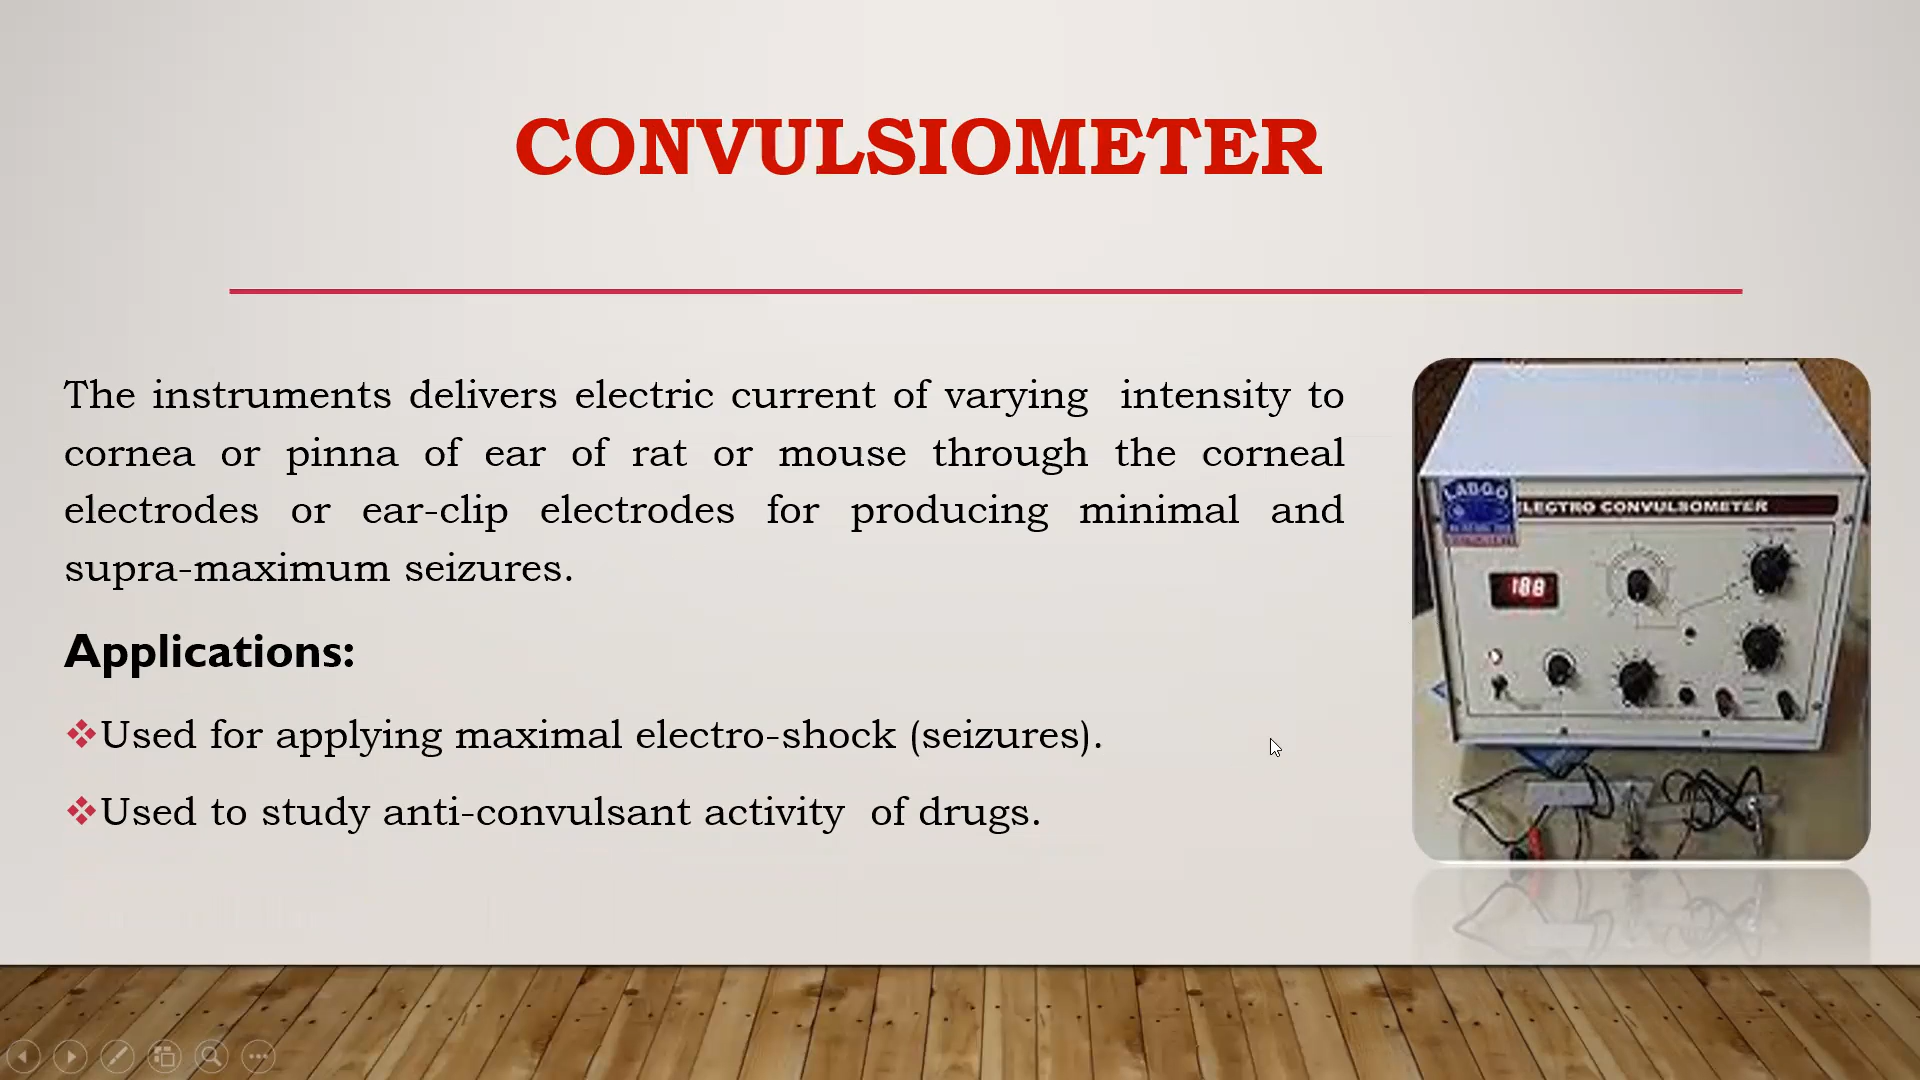 CONVULSIOMETER
The instruments delivers electric current of varying intensity to
cornea or pinna of ear of rat or mouse through the corneal
electrodes or ear-clip electrodes for producing minimal and
supra-maximum seizures.
Applications:
Used for applying maximal electro-shock (seizures).
Used to study anti-convulsant activity of drugs.
LABGO
ELECTRO CONVULSOMETER
188